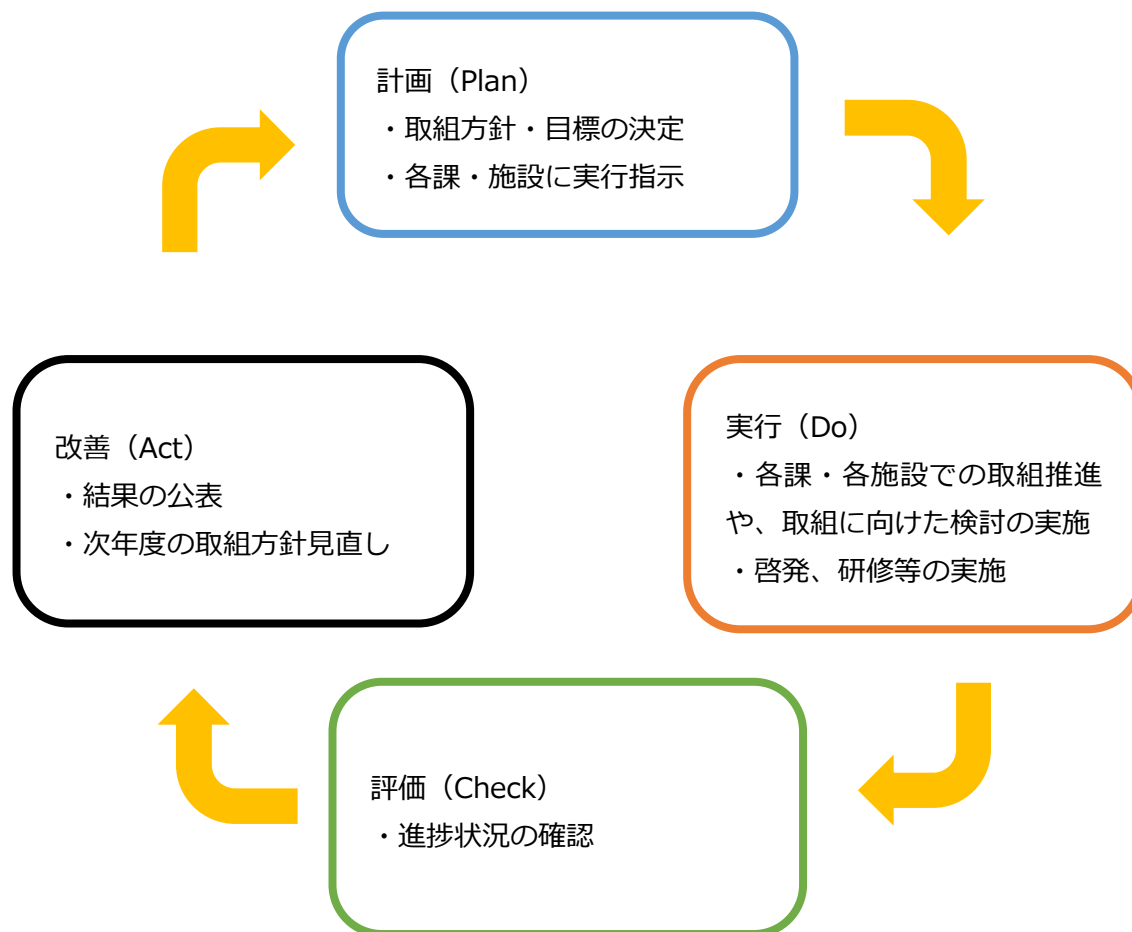 計画（Plan）
・取組方針・目標の決定
・各課・施設に実行指示
実行（Do）
・各課・各施設での取組推進
や、取組に向けた検討の実施
・啓発、研修等の実施
評価（Check）
・進捗状況の確認
改善（Act）
・結果の公表
・次年度の取組方針見直し